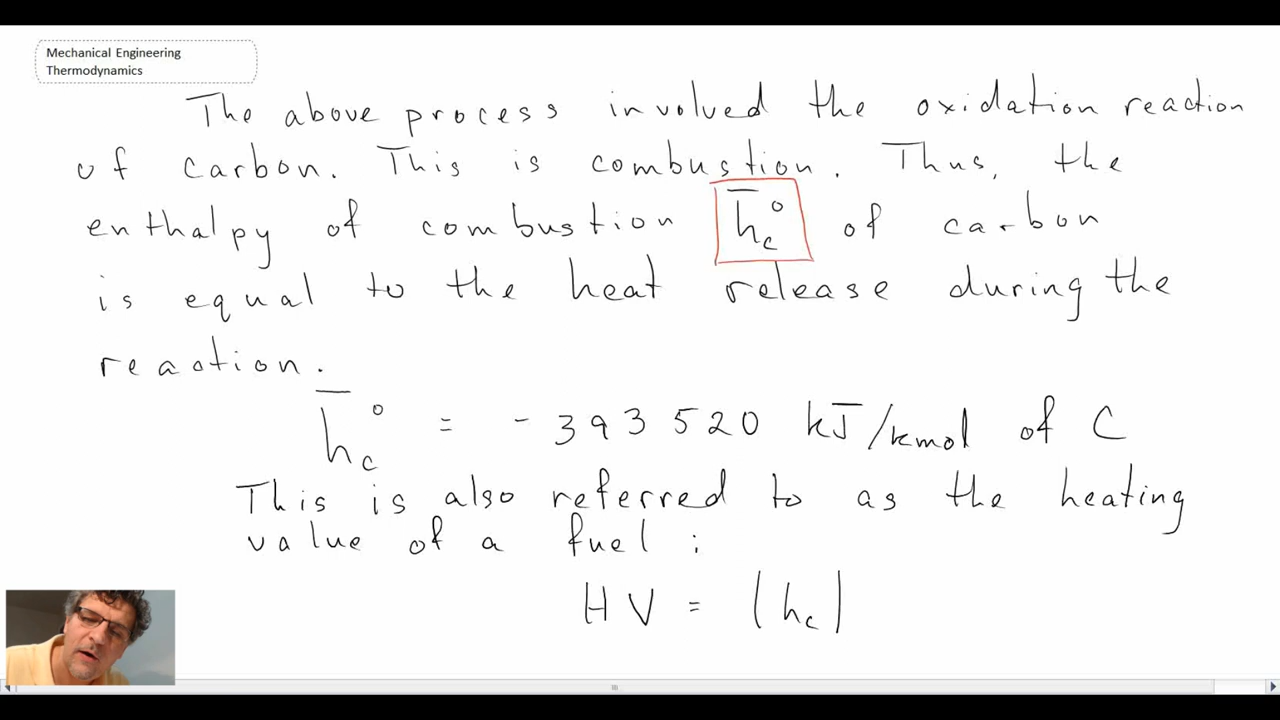 Mechanical Engineering
Thermodynamics
The above process involved the oxidation reaction
of carbon. This is combustion. Thus, the
enthalpy of combustion h̅c° of carbon
is equal to the heat release during the
reaction.
h̅c° = - 393 520 kJ/kmol of C
This is also referred to as the heating
value of a fuel :
HV = |hc|